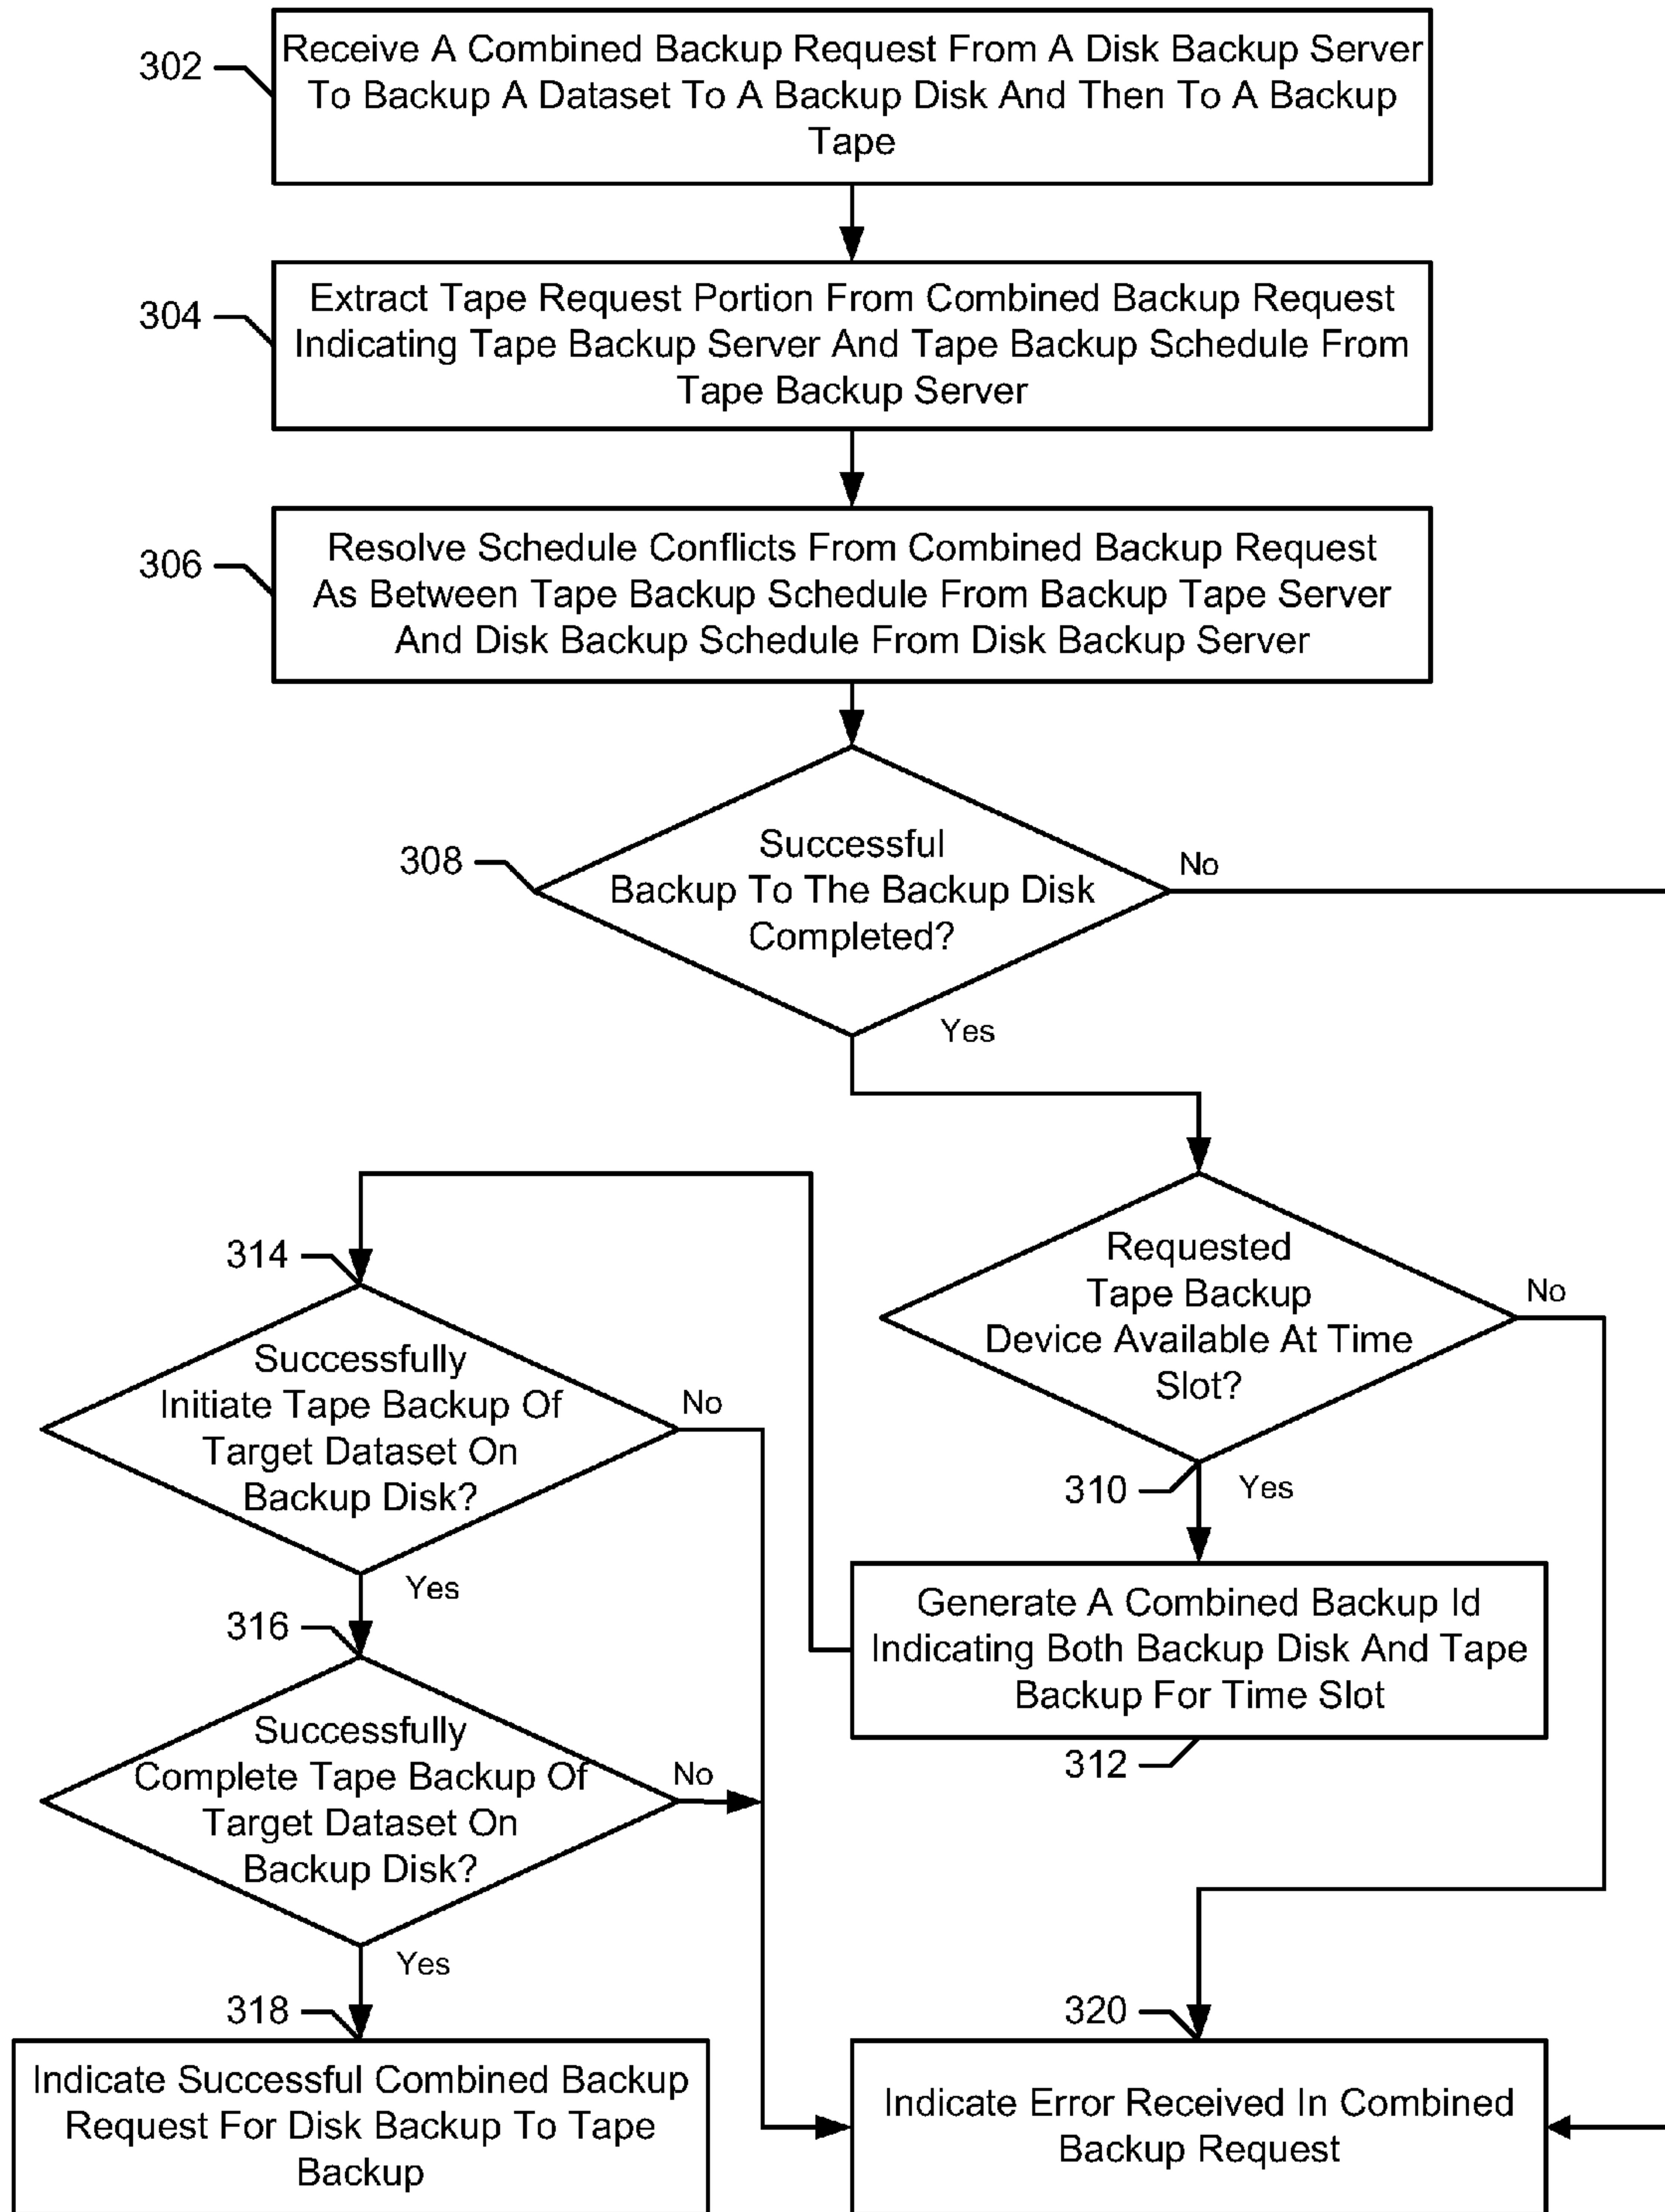 302
Receive A Combined Backup Request From A Disk Backup Server
To Backup A Dataset To A Backup Disk And Then To A Backup
Tape
304
Extract Tape Request Portion From Combined Backup Request
Indicating Tape Backup Server And Tape Backup Schedule From
Tape Backup Server
306
Resolve Schedule Conflicts From Combined Backup Request
As Between Tape Backup Schedule From Backup Tape Server
And Disk Backup Schedule From Disk Backup Server
308
Successful
Backup To The Backup Disk
Completed?
No
Yes
Requested
Tape Backup
Device Available At Time
Slot?
No
310
Yes
Generate A Combined Backup Id
Indicating Both Backup Disk And Tape
Backup For Time Slot
312
314
Successfully
Initiate Tape Backup Of
Target Dataset On
Backup Disk?
No
Yes
316
Successfully
Complete Tape Backup Of
Target Dataset On
Backup Disk?
No
Yes
318
Indicate Successful Combined Backup
Request For Disk Backup To Tape
Backup
320
Indicate Error Received In Combined
Backup Request